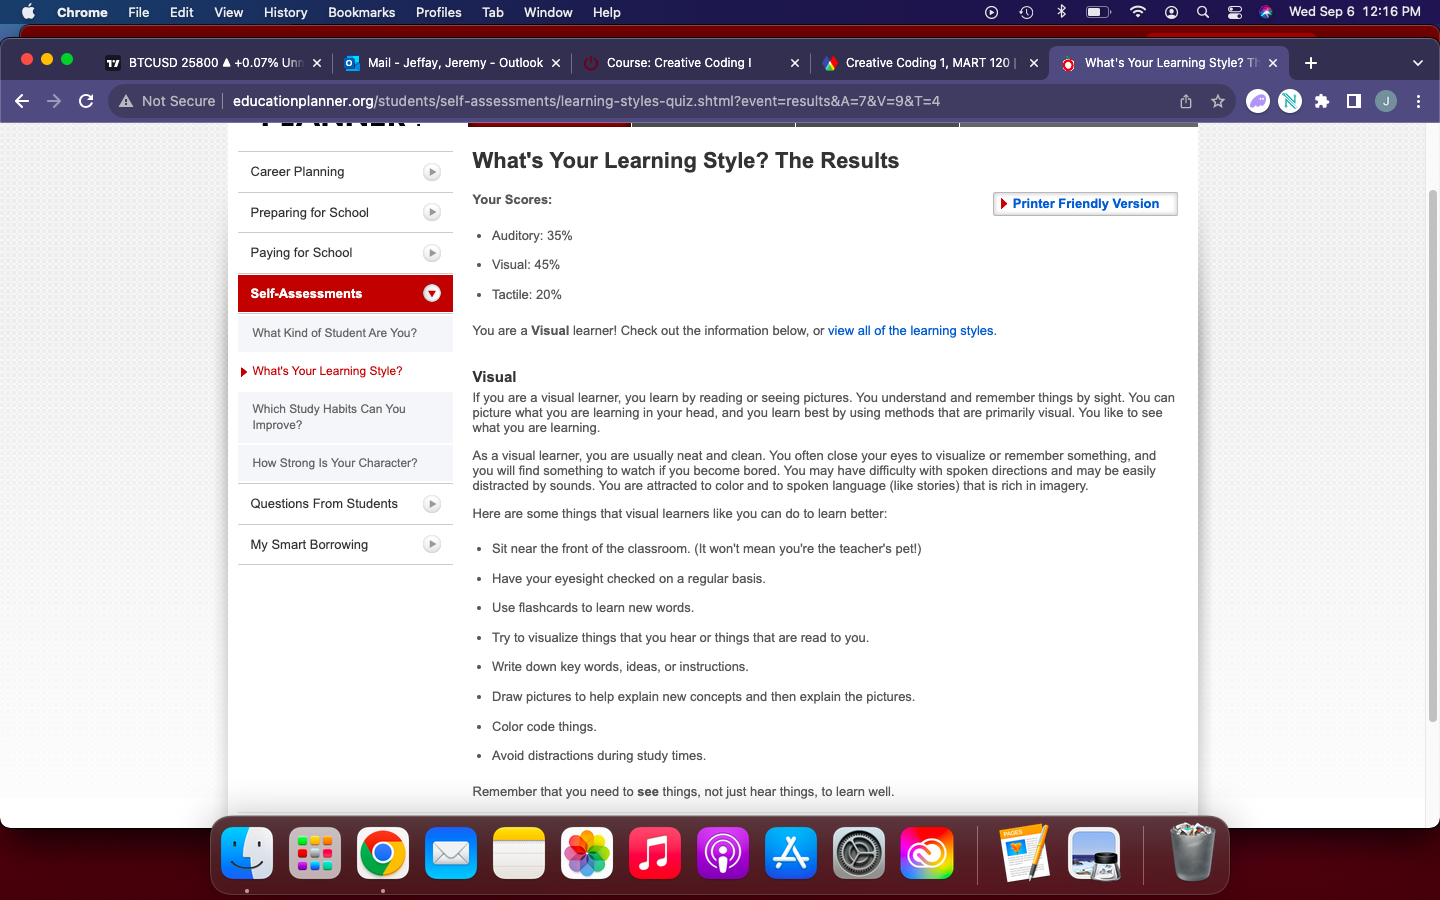 Chrome File Edit View History Bookmarks Profiles Tab Window Help Wed Sep 6 12:16 PM
BTCUSD 25800 ▲ +0.07% Unn Mail - Jeffay, Jeremy - Outlook Course: Creative Coding I Creative Coding 1, MART 120 | What's Your Learning Style? Th
Not Secure | educationplanner.org/students/self-assessments/learning-styles-quiz.shtml?event=results&A=7&V=9&T=4 J
Career Planning
Preparing for School
Paying for School
Self-Assessments
What Kind of Student Are You?
What's Your Learning Style?
Which Study Habits Can You
Improve?
How Strong Is Your Character?
Questions From Students
My Smart Borrowing
What's Your Learning Style? The Results
Your Scores:
Printer Friendly Version
• Auditory: 35%
• Visual: 45%
• Tactile: 20%
You are a Visual learner! Check out the information below, or view all of the learning styles.
Visual
If you are a visual learner, you learn by reading or seeing pictures. You understand and remember things by sight. You can
picture what you are learning in your head, and you learn best by using methods that are primarily visual. You like to see
what you are learning.
As a visual learner, you are usually neat and clean. You often close your eyes to visualize or remember something, and
you will find something to watch if you become bored. You may have difficulty with spoken directions and may be easily
distracted by sounds. You are attracted to color and to spoken language (like stories) that is rich in imagery.
Here are some things that visual learners like you can do to learn better:
• Sit near the front of the classroom. (It won't mean you're the teacher's pet!)
• Have your eyesight checked on a regular basis.
• Use flashcards to learn new words.
• Try to visualize things that you hear or things that are read to you.
• Write down key words, ideas, or instructions.
• Draw pictures to help explain new concepts and then explain the pictures.
• Color code things.
• Avoid distractions during study times.
Remember that you need to see things, not just hear things, to learn well.
PAGES